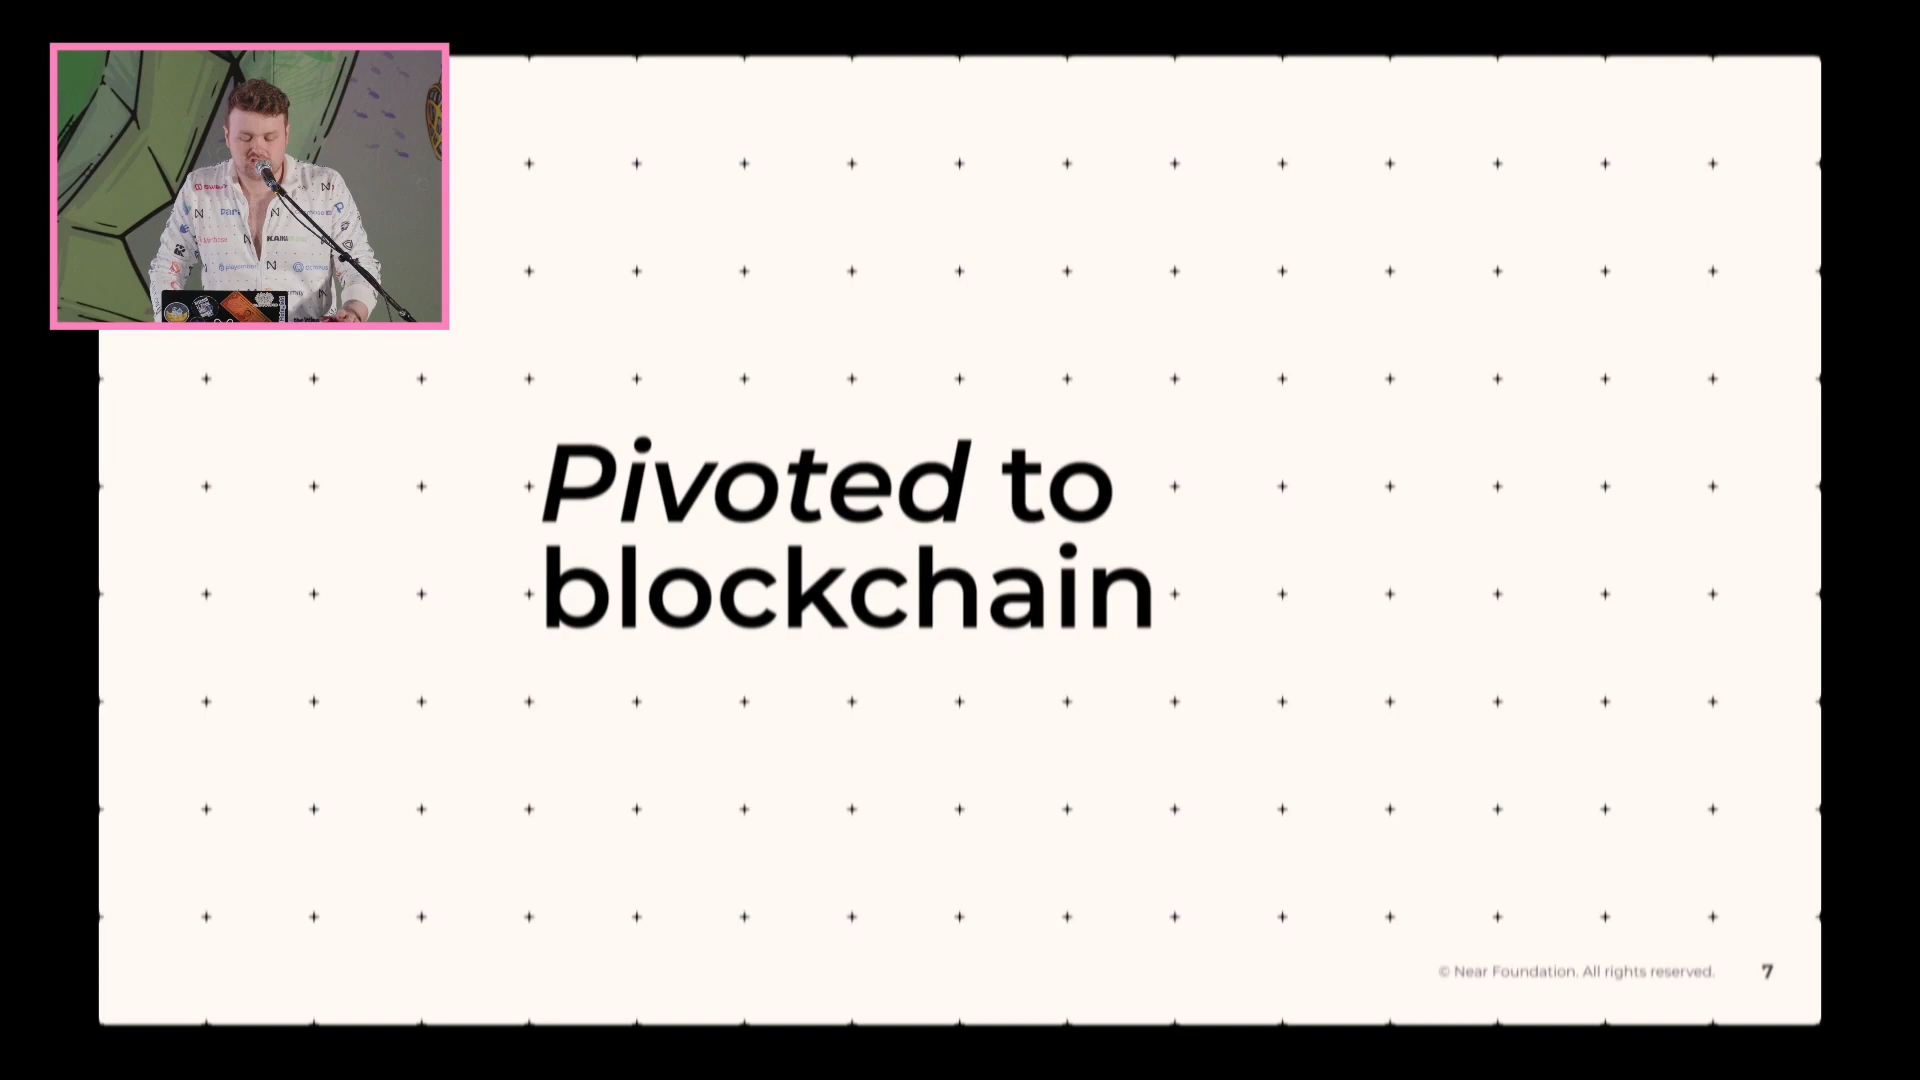 Pivoted to
blockchain
© Near Foundation. All rights reserved.
7